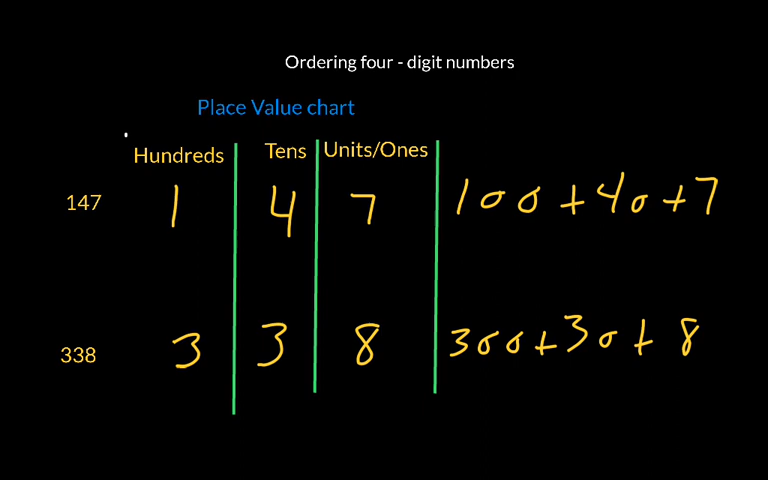 Ordering four - digit numbers
Place Value chart
Hundreds Tens Units/Ones
147 1 4 7 100+40+7
338 3 3 8 300+30+8